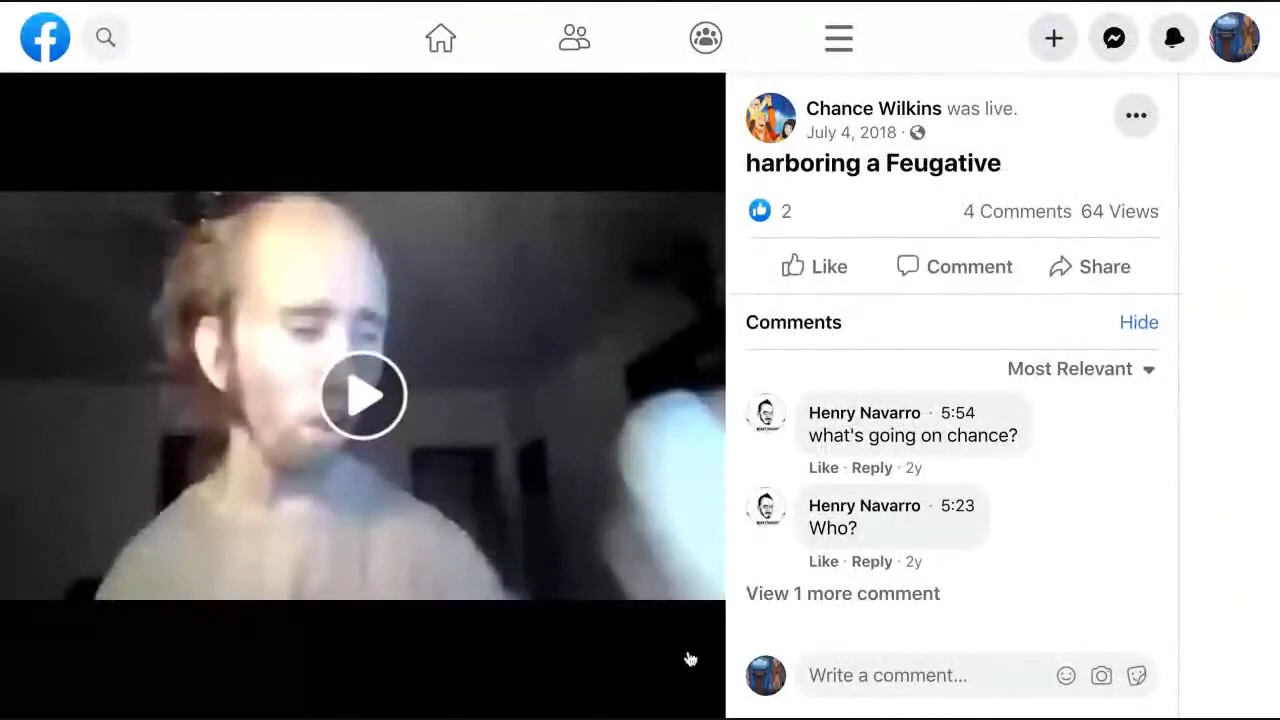 Chance Wilkins was live.
July 4, 2018 ·
harboring a Feugative
2
4 Comments 64 Views
Like Comment Share
Comments Hide
Most Relevant
Henry Navarro · 5:54
what's going on chance?
Like · Reply · 2y
Henry Navarro · 5:23
Who?
Like · Reply · 2y
View 1 more comment
Write a comment...